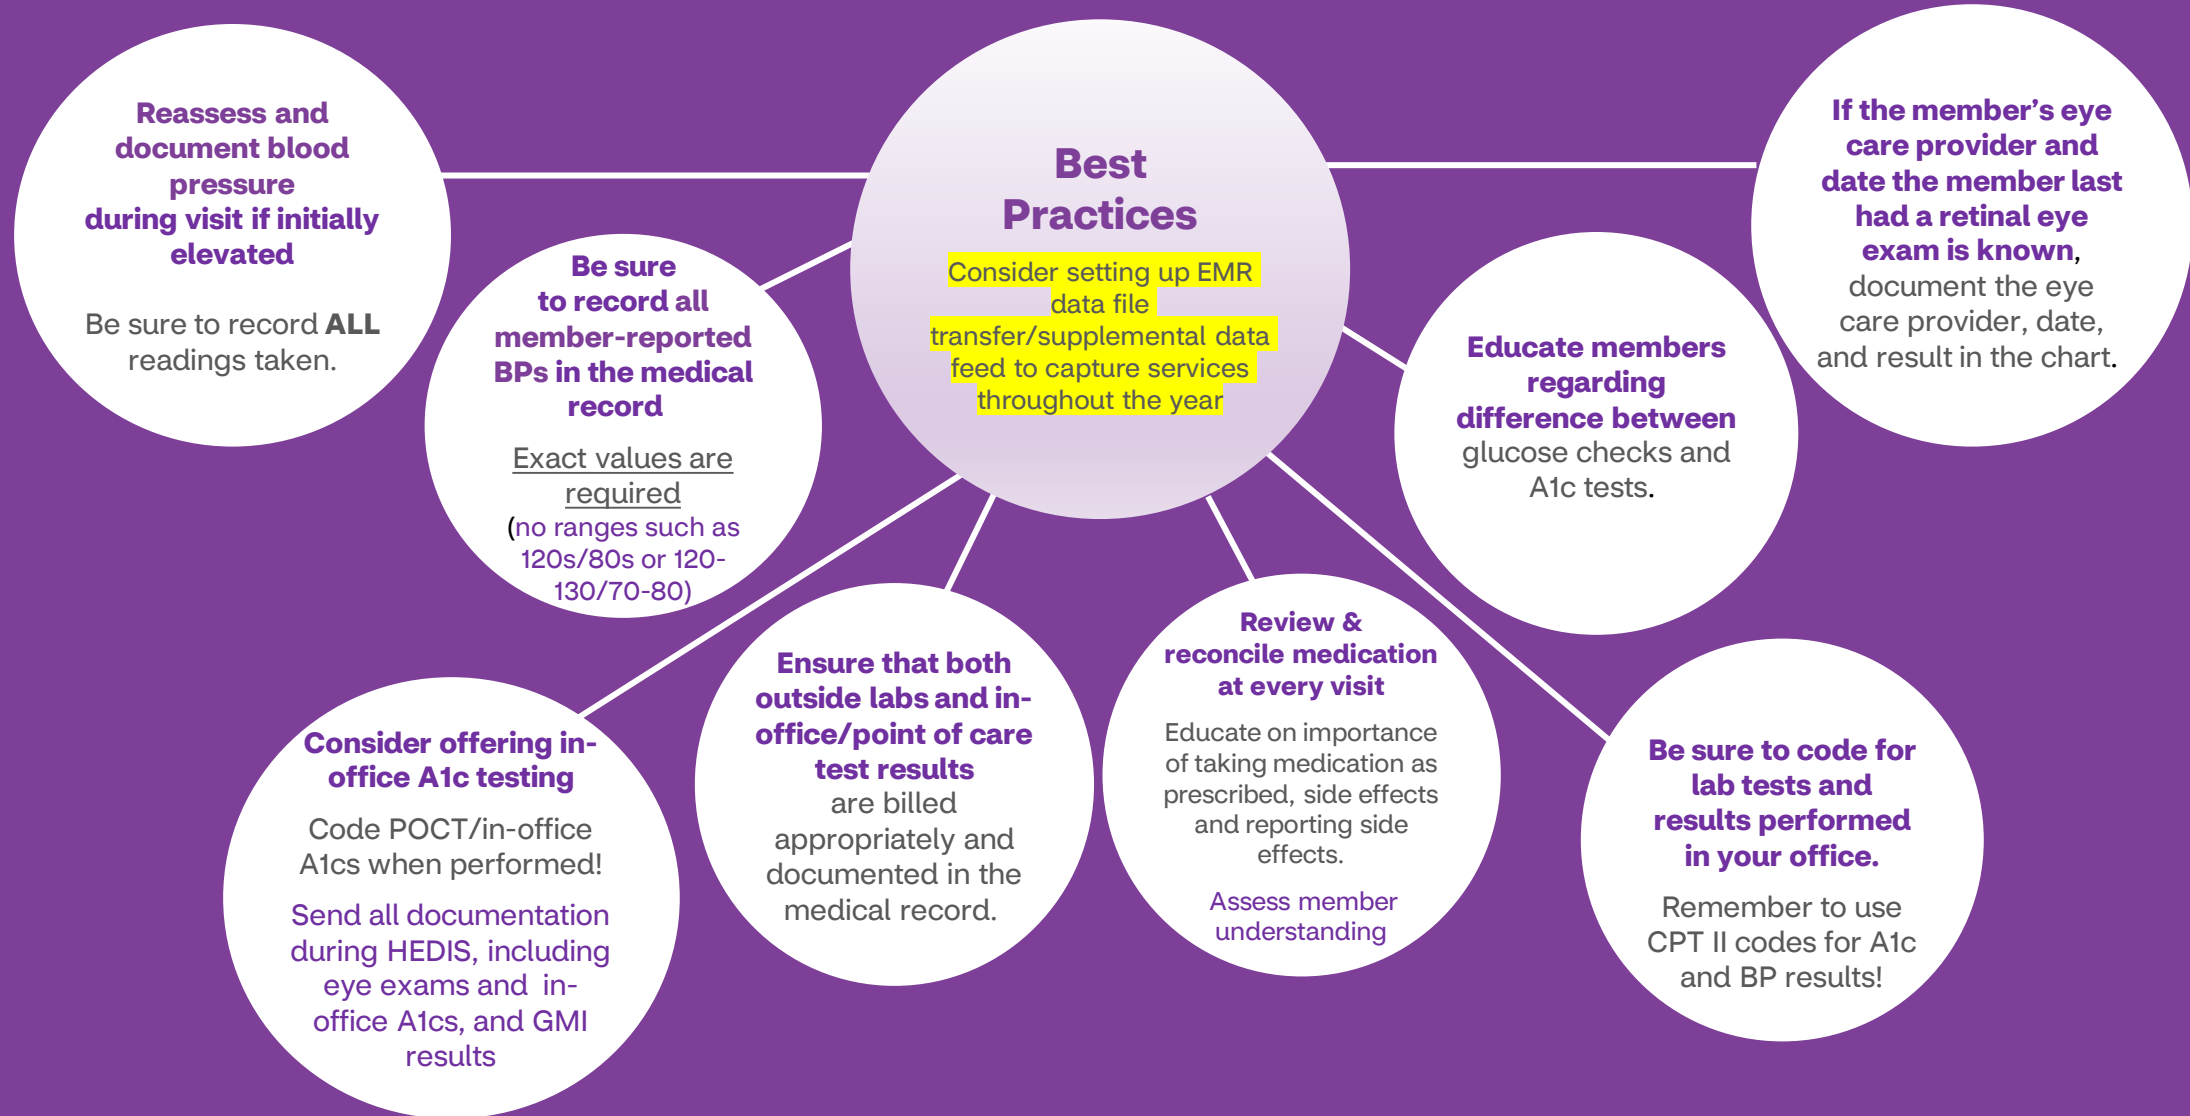 Best
Practices
Consider setting up EMR
data file
transfer/supplemental data
feed to capture services
throughout the year
Reassess and
document blood
pressure
during visit if initially
elevated
Be sure to record ALL
readings taken.
Be sure
to record all
member-reported
BPs in the medical
record
Exact values are
required
(no ranges such as
120s/80s or 120-
130/70-80)
Consider offering in-
office A1c testing
Code POCT/in-office
A1cs when performed!
Send all documentation
during HEDIS, including
eye exams and in-
office A1cs, and GMI
results
Ensure that both
outside labs and in-
office/point of care
test results
are billed
appropriately and
documented in the
medical record.
Review &
reconcile medication
at every visit
Educate on importance
of taking medication as
prescribed, side effects
and reporting side
effects.
Assess member
understanding
Be sure to code for
lab tests and
results performed
in your office.
Remember to use
CPT II codes for A1c
and BP results!
Educate members
regarding
difference between
glucose checks and
A1c tests.
If the member’s eye
care provider and
date the member last
had a retinal eye
exam is known,
document the eye
care provider, date,
and result in the chart.